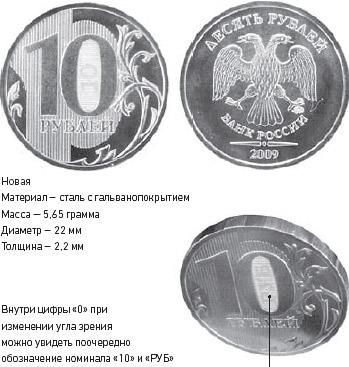 10
10
РУБЛЕЙ
ДЕСЯТЬ РУБЛЕЙ
БАНК РОССИИ
2009
Новая
Материал – сталь с гальванопокрытием
Масса – 5,65 грамма
Диаметр – 22 мм
Толщина – 2,2 мм
10
РУБЛЕЙ
Внутри цифры «0» при
изменении угла зрения
можно увидеть поочередно
обозначение номинала «10» и «РУБ»